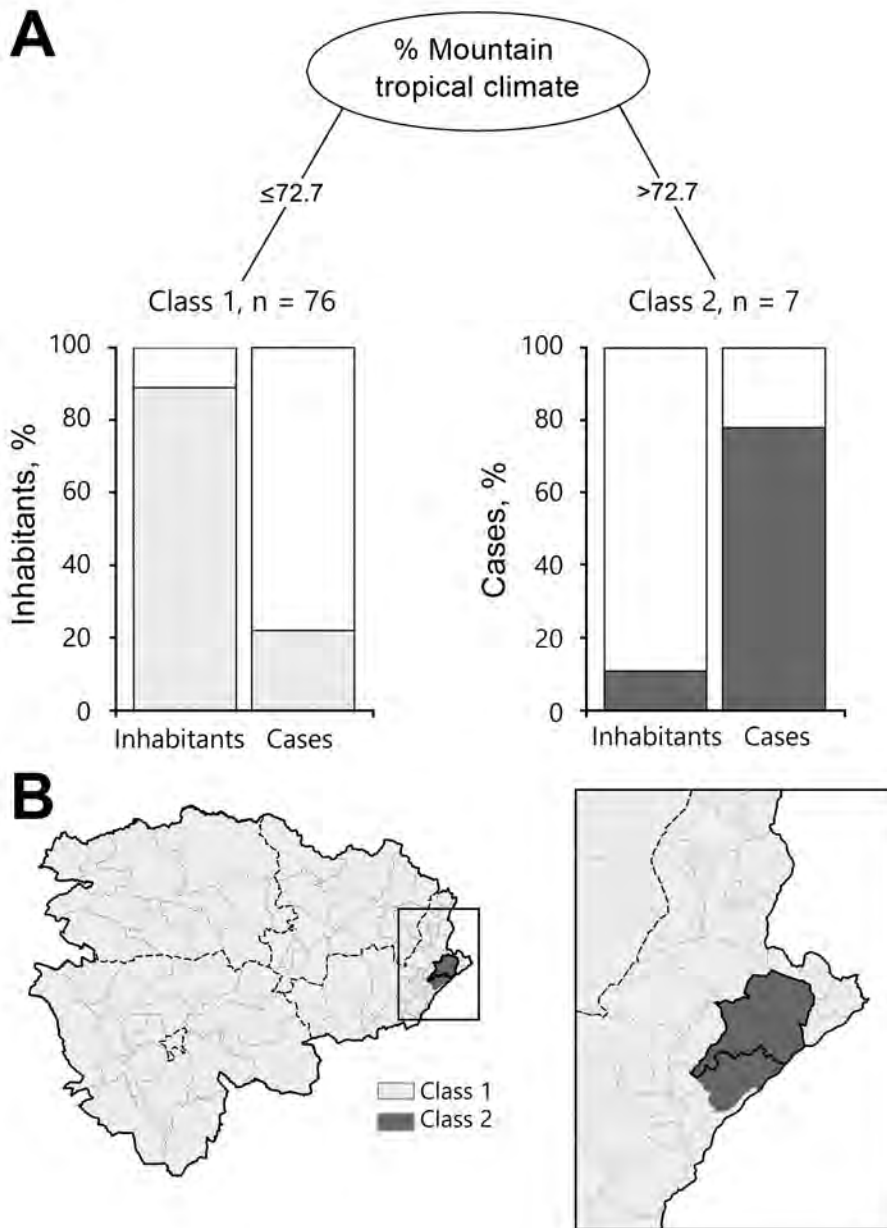 A
% Mountain
tropical climate
≤72.7
>72.7
Class 1, n = 76
Class 2, n = 7
Inhabitants, %
100
80
60
40
20
0
Inhabitants Cases
Cases, %
100
80
60
40
20
0
Inhabitants Cases
B
Class 1
Class 2